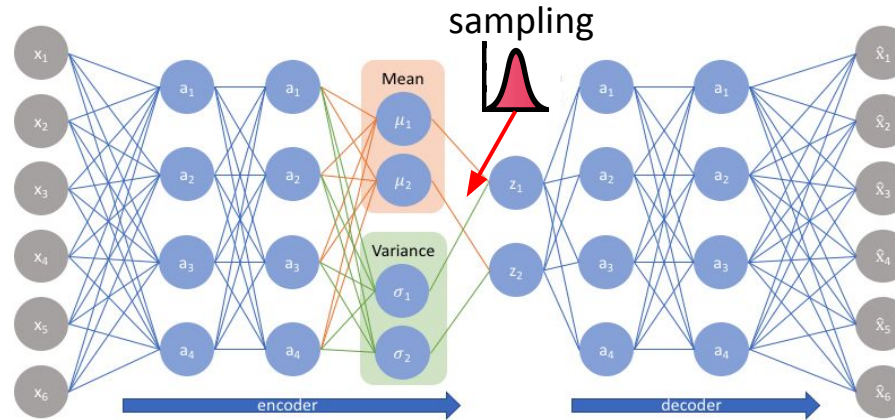 sampling
x₁
x₂
x₃
x₄
x₅
x₆
a₁
a₂
a₃
a₄
a₁
a₂
a₃
a₄
Mean
μ₁
μ₂
Variance
σ₁
σ₂
z₁
z₂
a₁
a₂
a₃
a₄
a₁
a₂
a₃
a₄
x̂₁
x̂₂
x̂₃
x̂₄
x̂₅
x̂₆
encoder
decoder